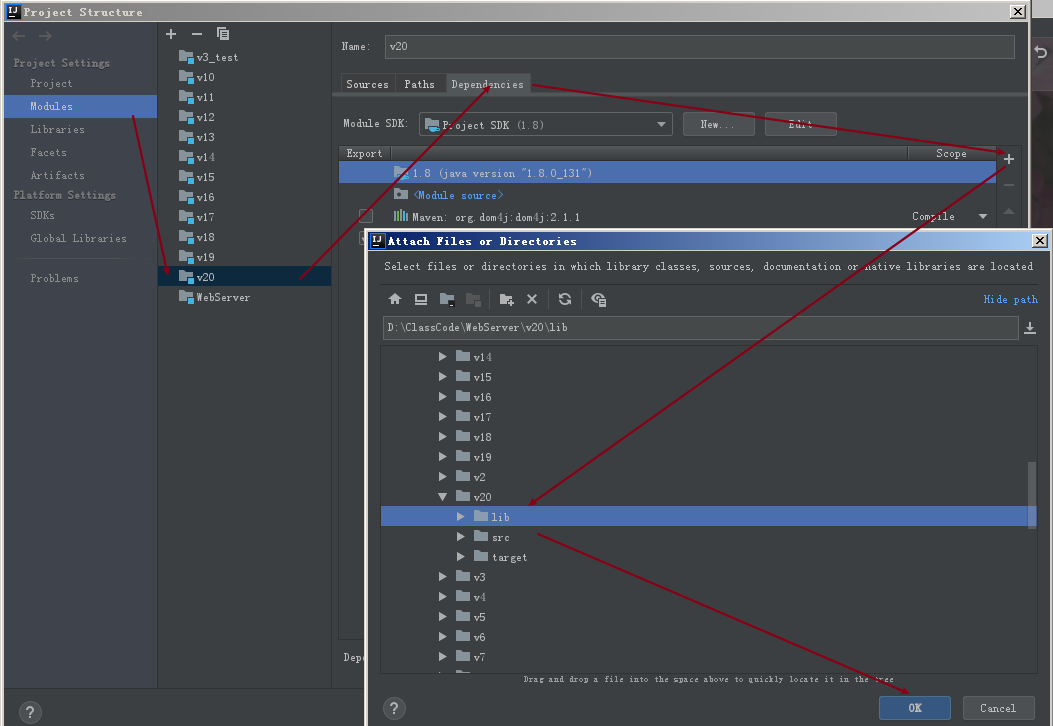 Project Structure
Project Settings
Project
Modules
Libraries
Facets
Artifacts
Platform Settings
SDKs
Global Libraries
Problems
v3_test
v10
v11
v12
v13
v14
v15
v16
v17
v18
v19
v20
WebServer
Name: v20
Sources Paths Dependencies
Module SDK: Project SDK (1.8) New... Edit
Export Scope
1.8 (java version "1.8.0_131")
<Module source>
Maven: org.dom4j:dom4j:2.1.1 Compile
Attach Files or Directories
Select files or directories in which library classes, sources, documentation or native libraries are located
Hide path
D:\ClassCode\WebServer\v20\lib
v14
v15
v16
v17
v18
v19
v2
v20
lib
src
target
v3
v4
v5
v6
v7
Drag and drop a file into the space above to quickly locate it in the tree
OK Cancel